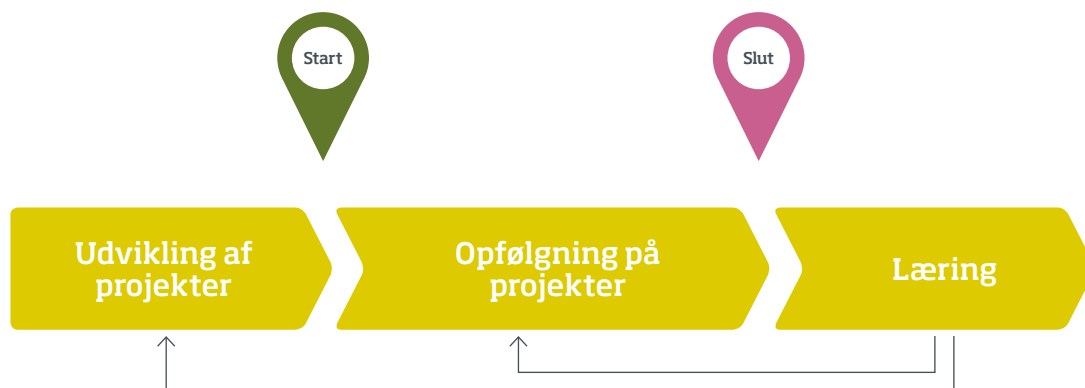 Start
Slut
Udvikling af
projekter
Opfølgning på
projekter
Læring